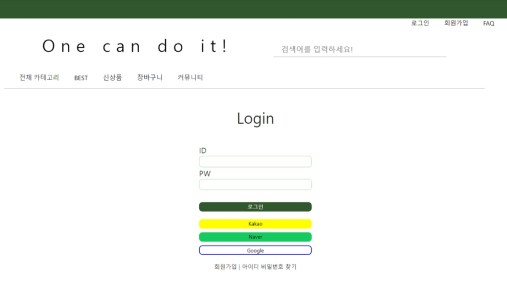 로그인 회원가입 FAQ
One can do it!
검색어를 입력하세요!
전체 카테고리 BEST 신상품 장바구니 커뮤니티
Login
ID
PW
로그인
Kakao
Naver
Google
회원가입 | 아이디 비밀번호 찾기